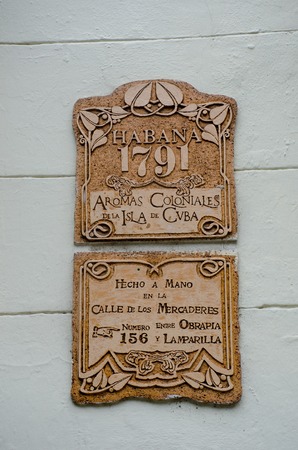 HABANA
1791
AROMAS COLONIALES
DE LA ISLA DE CVBA
HECHO A MANO
EN LA
CALLE DE LOS MERCADERES
NUMERO ENTRE OBRAPIA
156 Y LAMPARILLA